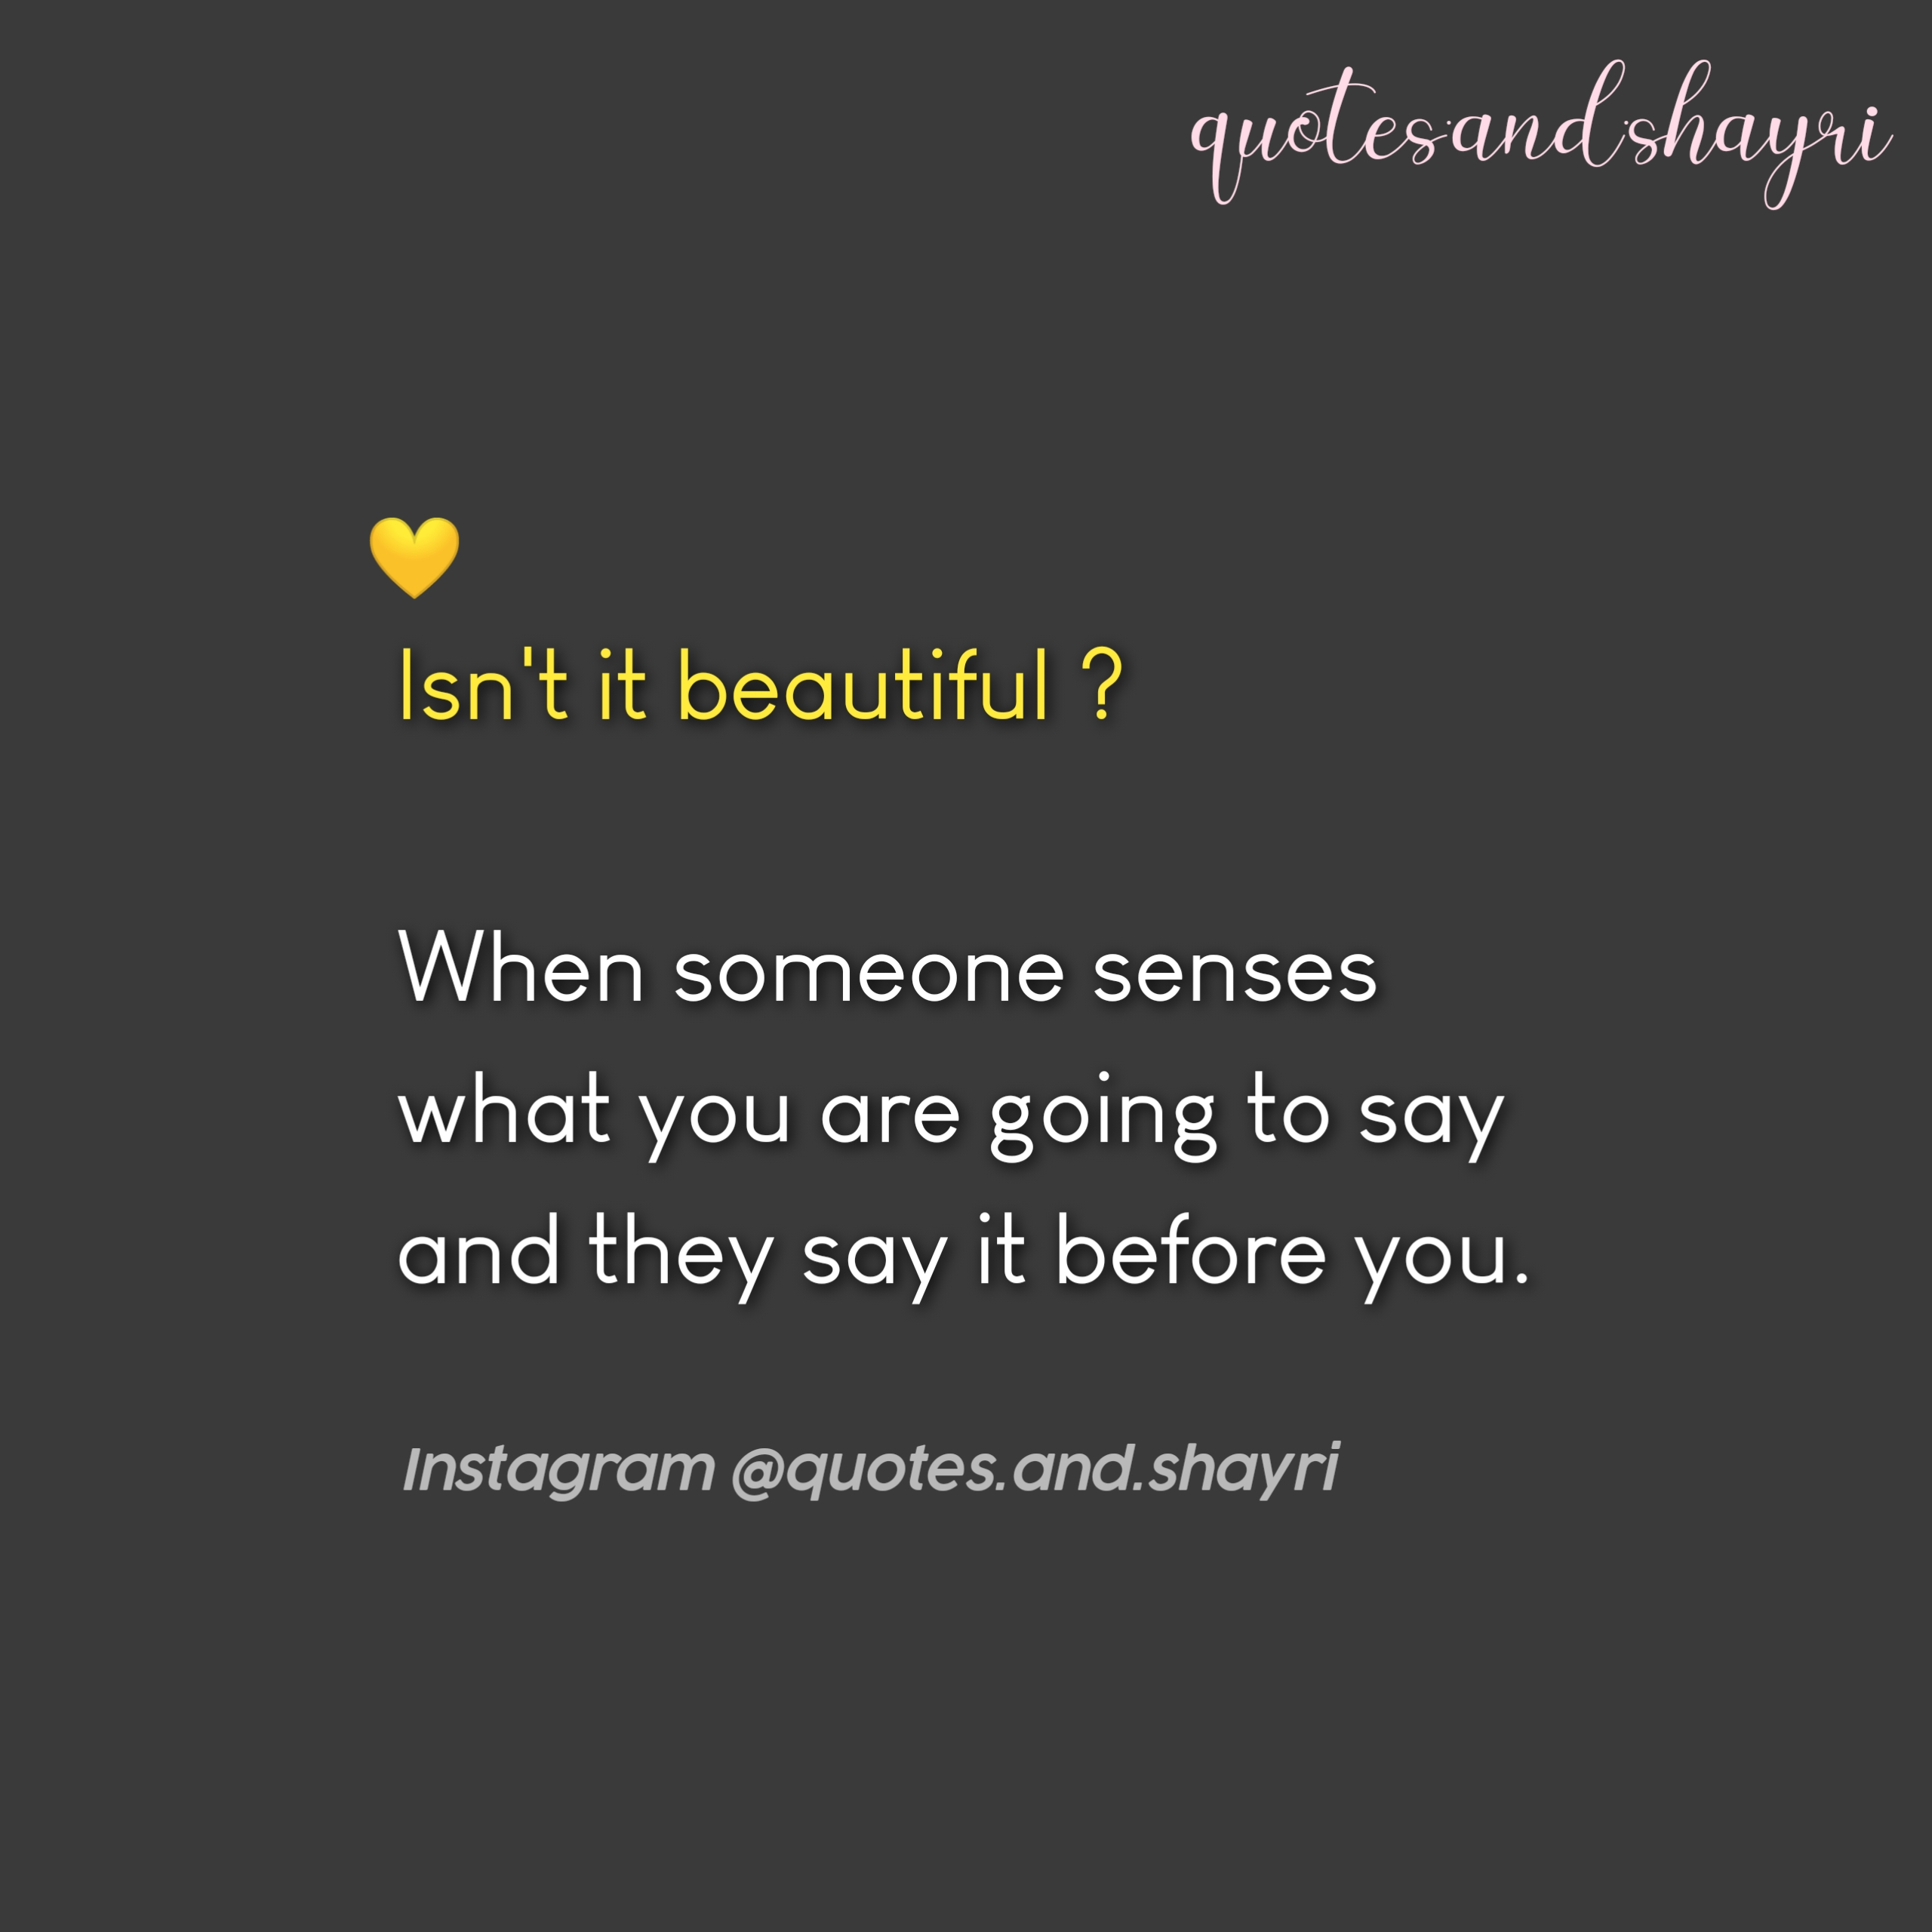 quotes.and.shayri
💛
Isn't it beautiful ?
When someone senses
what you are going to say
and they say it before you.
Instagram @quotes.and.shayri